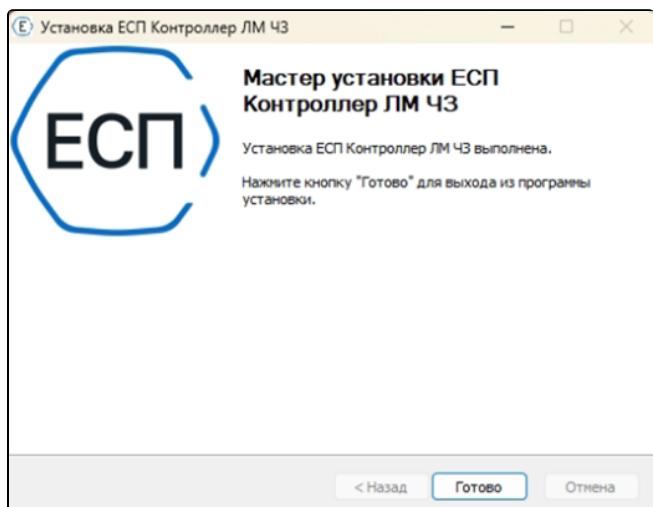 Установка ЕСП Контроллер ЛМ ЧЗ
ЕСП
Мастер установки ЕСП
Контроллер ЛМ ЧЗ
Установка ЕСП Контроллер ЛМ ЧЗ выполнена.
Нажмите кнопку "Готово" для выхода из программы
установки.
< Назад
Готово
Отмена